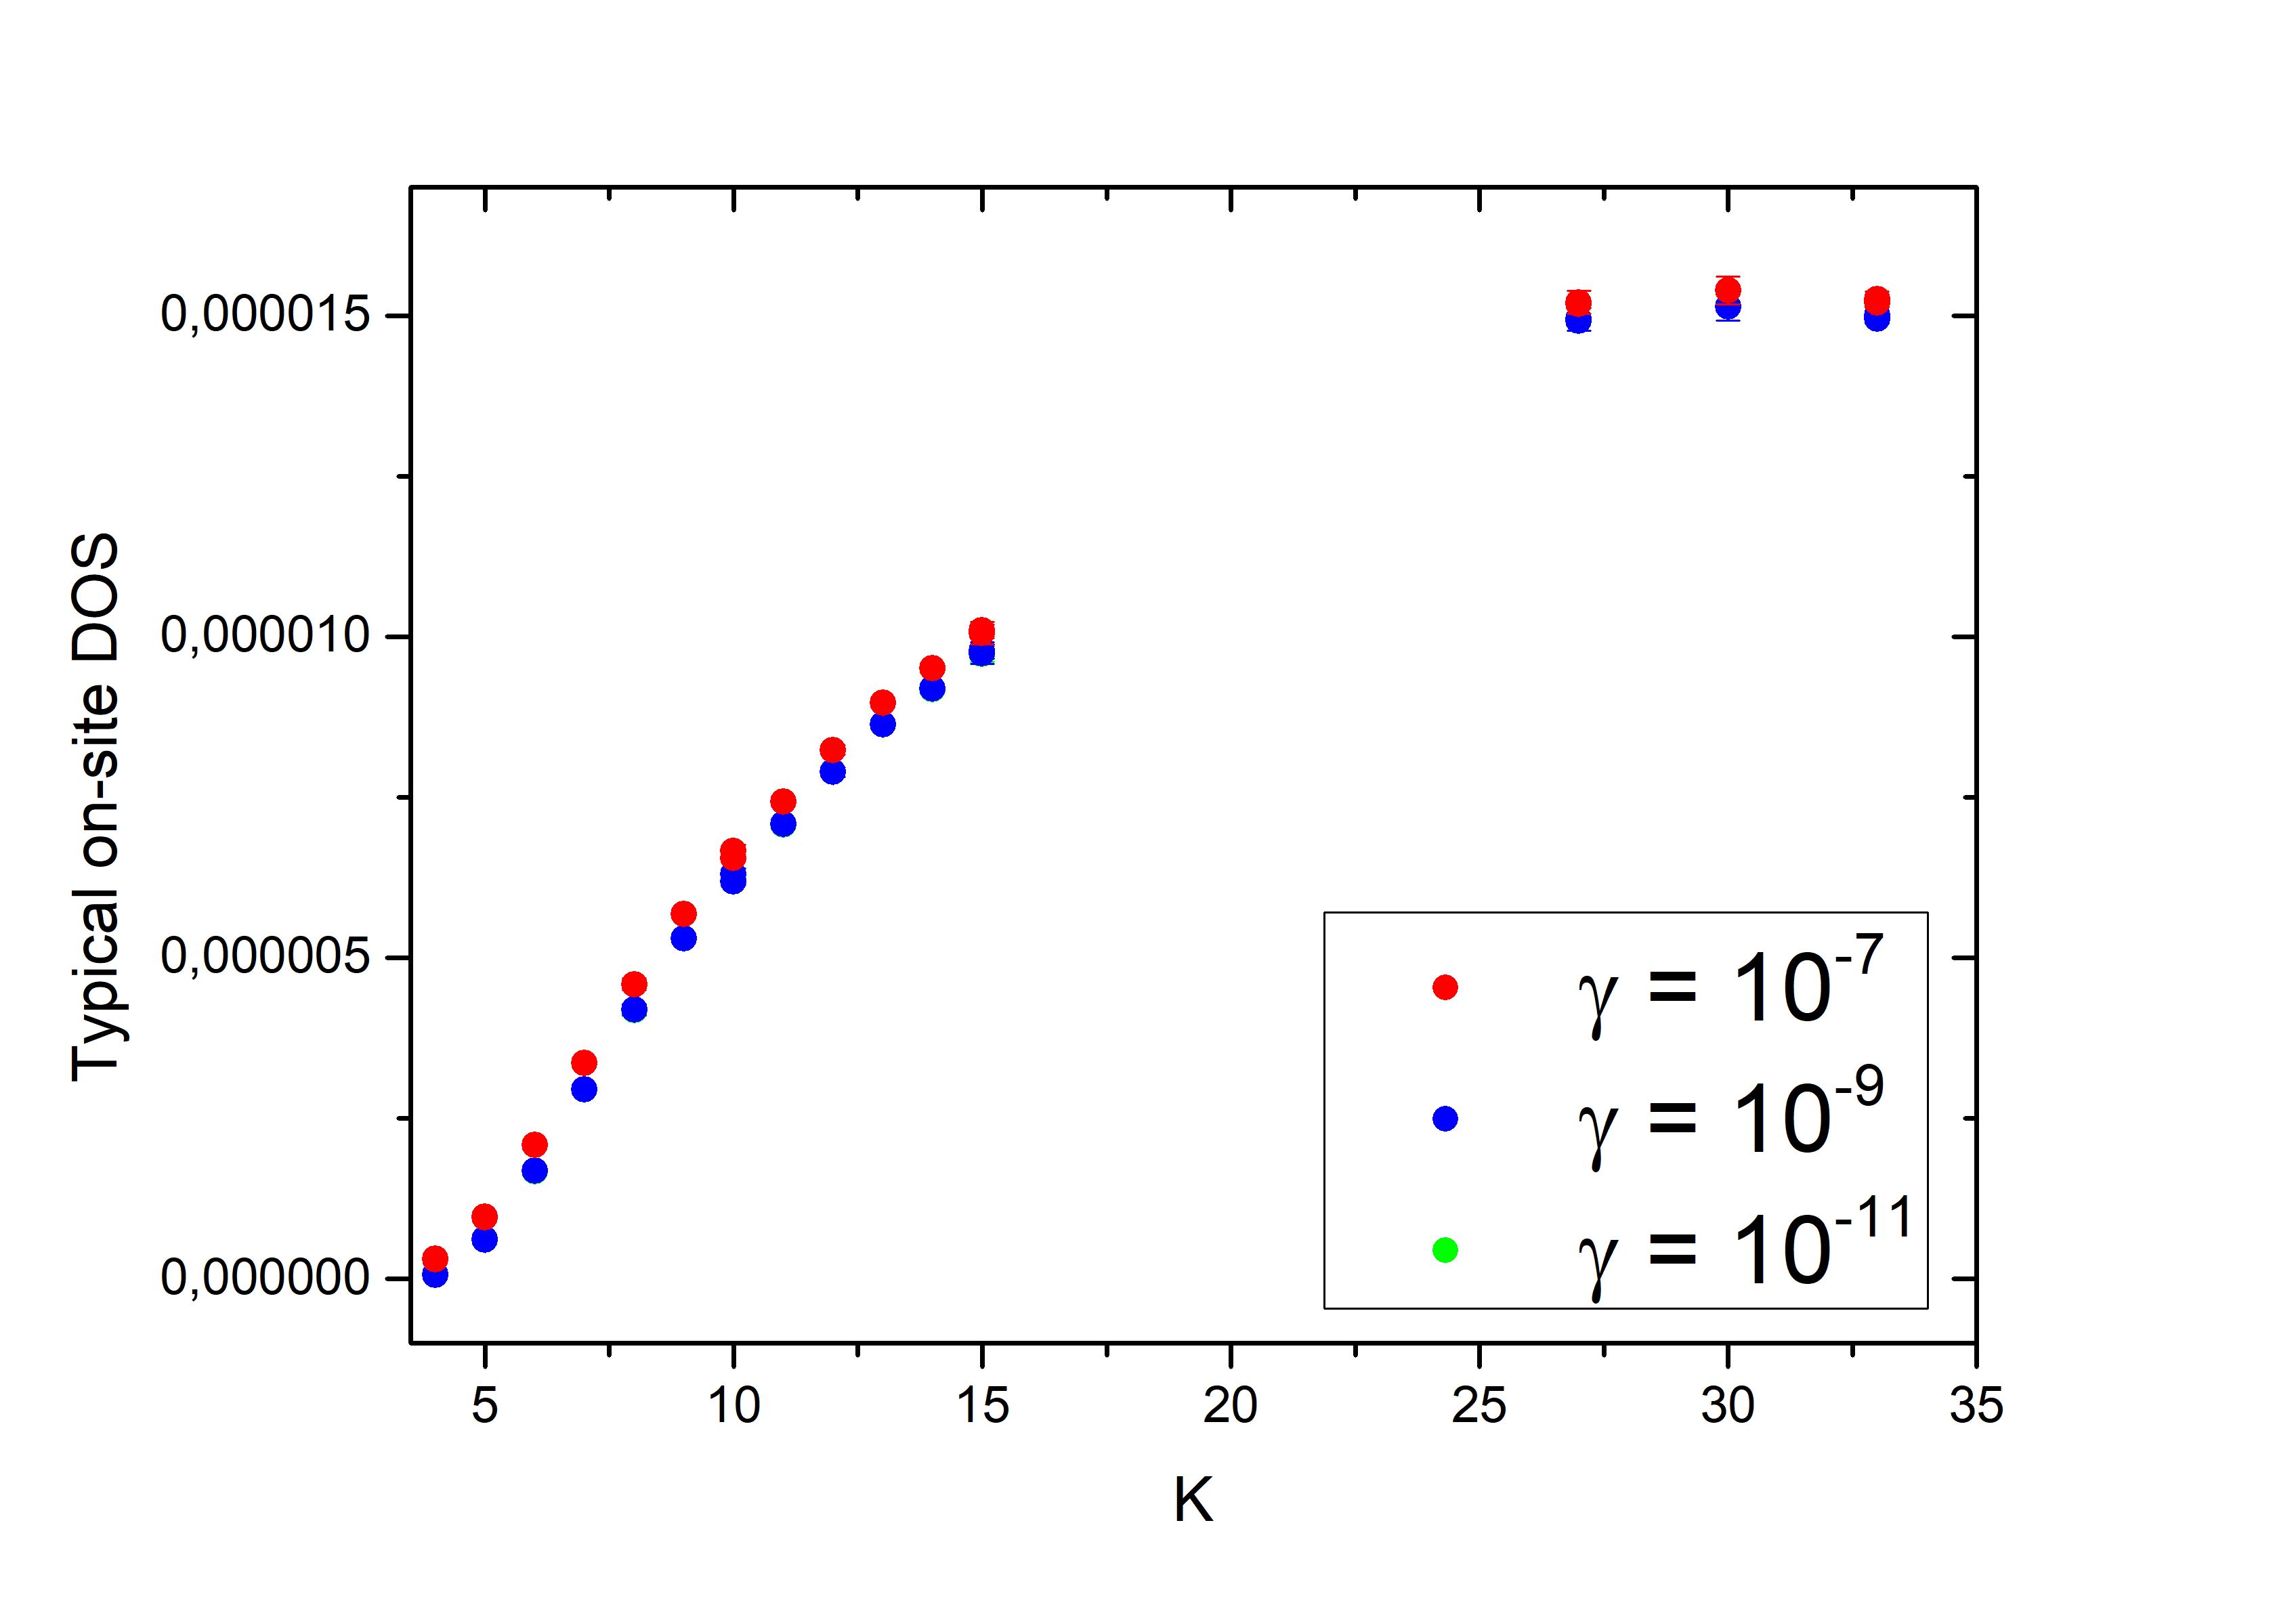 0,000015
0,000010
0,000005
0,000000
Typical on-site DOS
5 10 15 20 25 30 35
K
γ = 10⁻⁷
γ = 10⁻⁹
γ = 10⁻¹¹